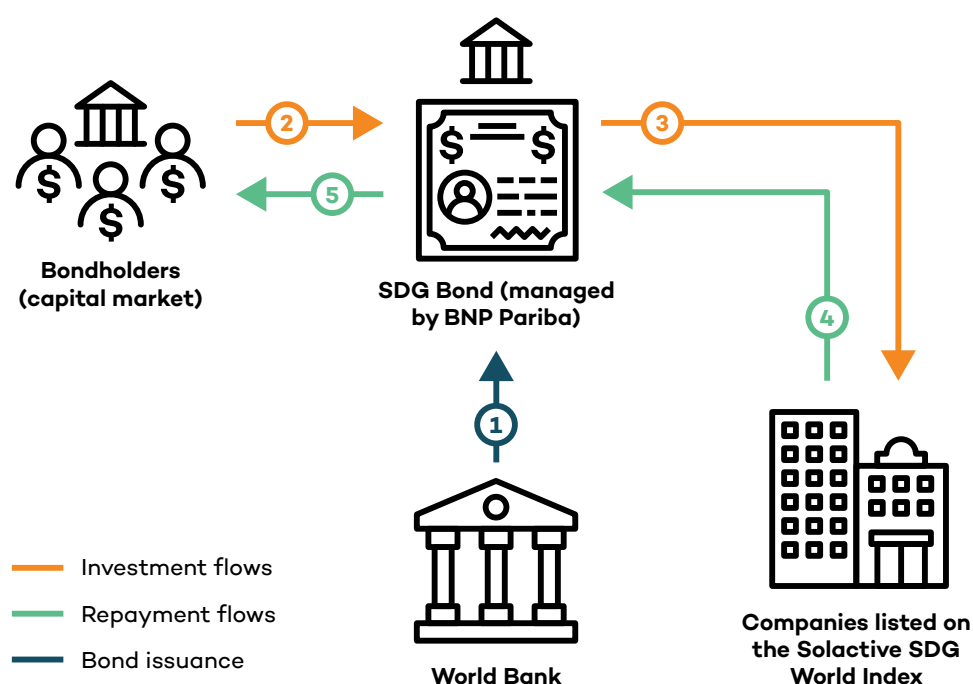 2
3
5
$ $
$ $ $
Bondholders
(capital market)
SDG Bond (managed
by BNP Pariba)
4
1
Investment flows
Repayment flows
Bond issuance
World Bank
Companies listed on
the Solactive SDG
World Index